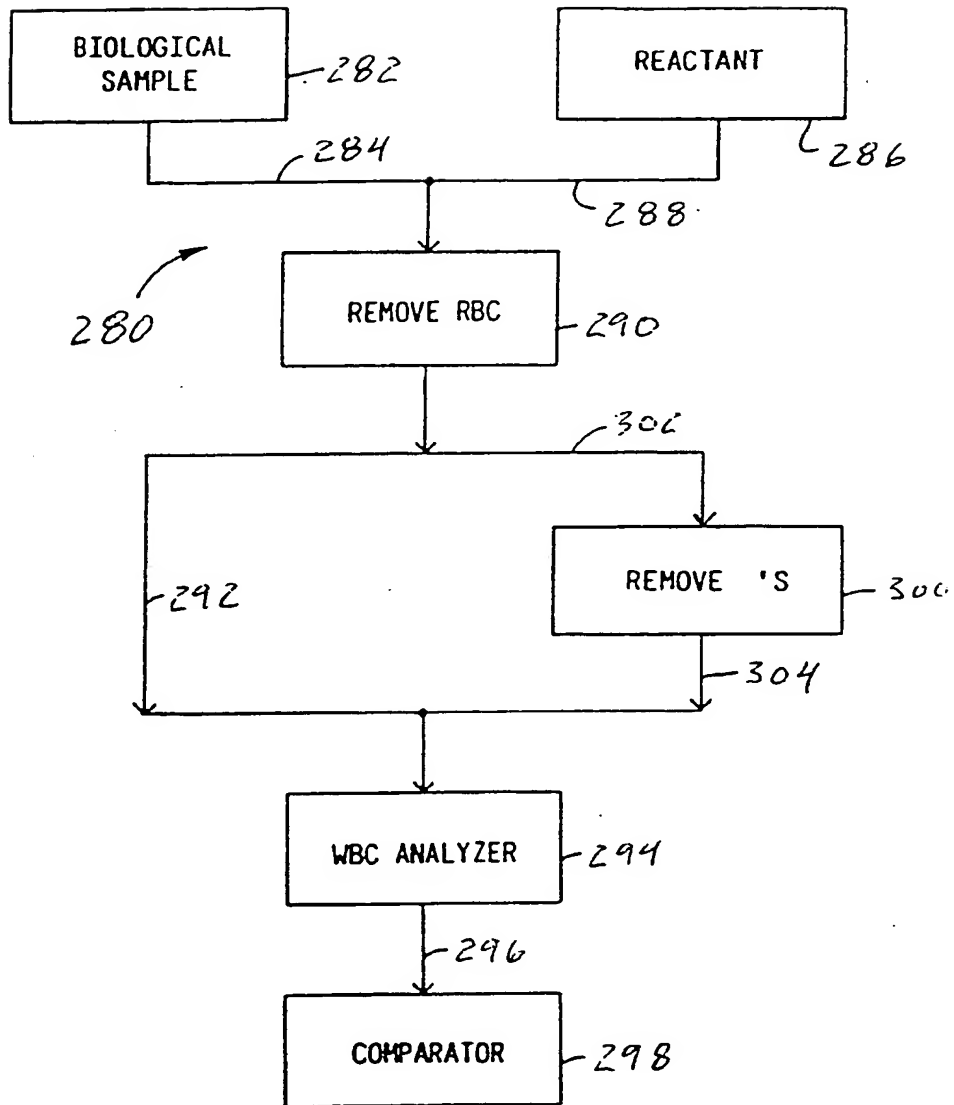 BIOLOGICAL
SAMPLE
282
REACTANT
286
284
288
280
REMOVE RBC
290
292
REMOVE 'S
304
WBC ANALYZER
294
296
COMPARATOR
298